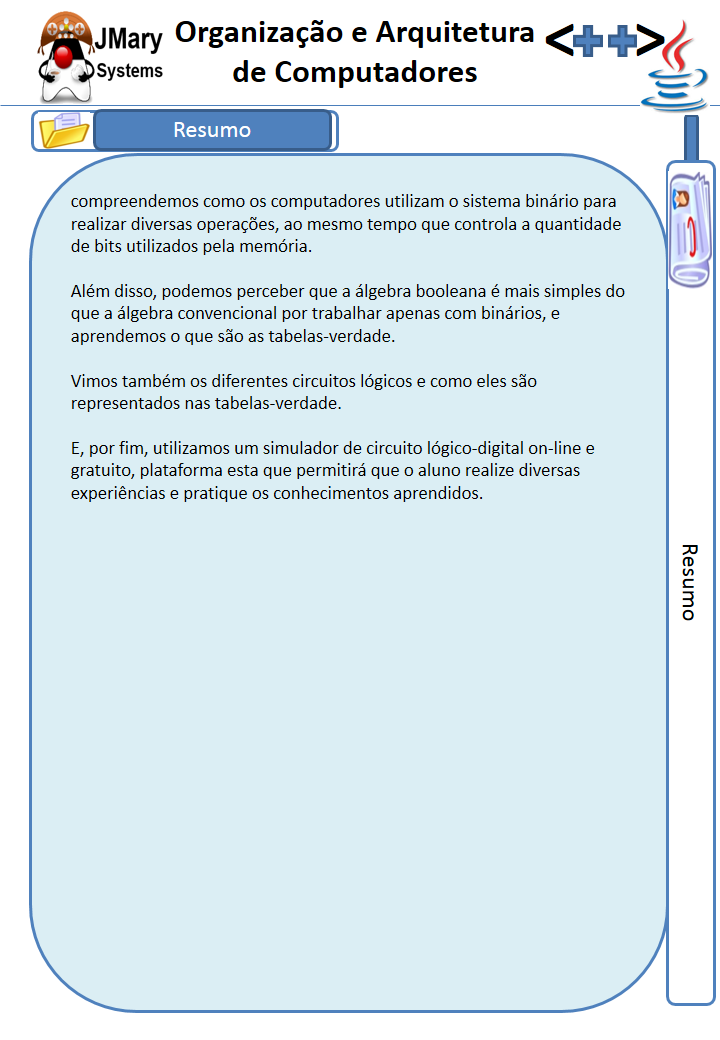 JMary
Systems
Organização e Arquitetura
de Computadores
<++>
Resumo
compreendemos como os computadores utilizam o sistema binário para
realizar diversas operações, ao mesmo tempo que controla a quantidade
de bits utilizados pela memória.
Além disso, podemos perceber que a álgebra booleana é mais simples do
que a álgebra convencional por trabalhar apenas com binários, e
aprendemos o que são as tabelas-verdade.
Vimos também os diferentes circuitos lógicos e como eles são
representados nas tabelas-verdade.
E, por fim, utilizamos um simulador de circuito lógico-digital on-line e
gratuito, plataforma esta que permitirá que o aluno realize diversas
experiências e pratique os conhecimentos aprendidos.
Resumo